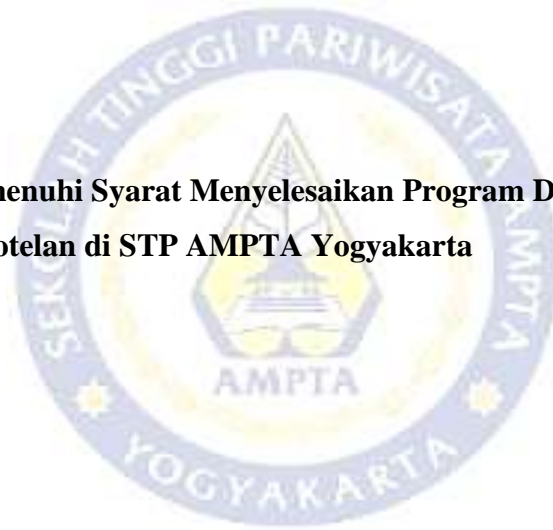 SEKOLAH TINGGI PARIWISATA AMPTA
menuhi Syarat Menyelesaikan Program D
otelan di STP AMPTA Yogyakarta
AMPTA
YOGYAKARTA